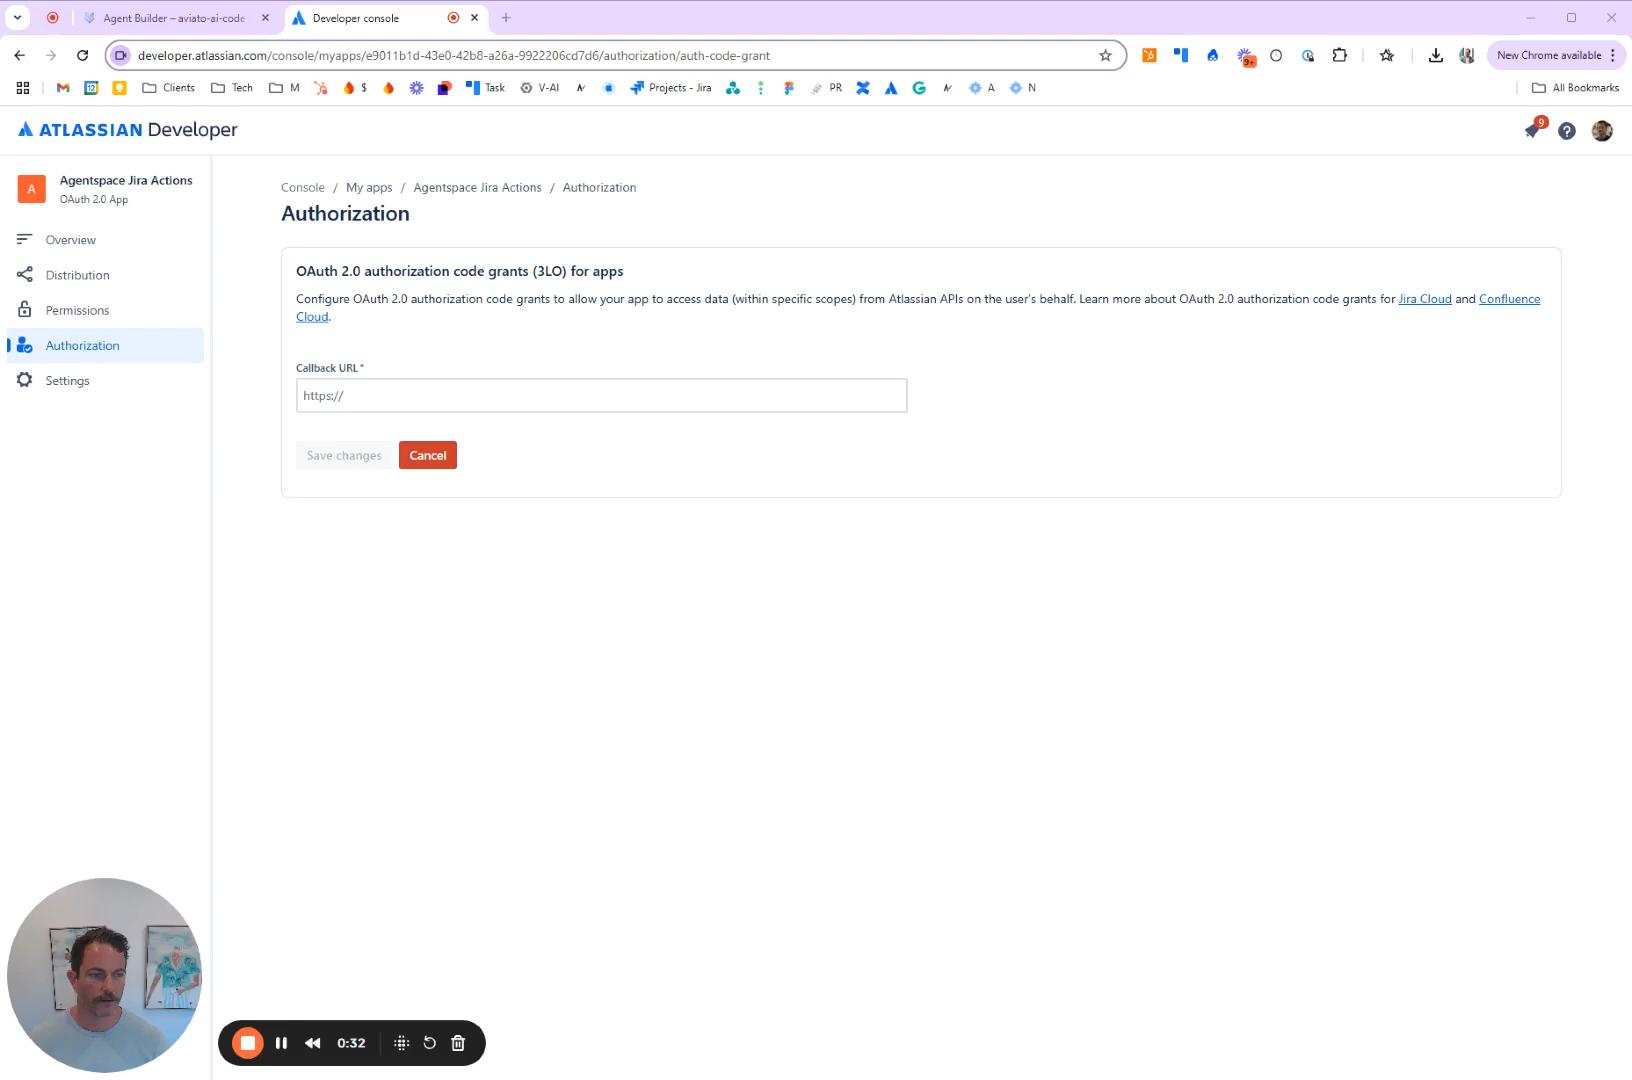 Agent Builder – aviato-ai-code
Developer console
developer.atlassian.com/console/myapps/e9011b1d-43e0-42b8-a26a-9922206cd7d6/authorization/auth-code-grant
9+
New Chrome available
12
Clients
Tech
M
$
Task
V-AI
Projects - Jira
PR
A
N
All Bookmarks
ATLASSIAN Developer
9
A
Agentspace Jira Actions
OAuth 2.0 App
Overview
Distribution
Permissions
Authorization
Settings
Console / My apps / Agentspace Jira Actions / Authorization
Authorization
OAuth 2.0 authorization code grants (3LO) for apps
Configure OAuth 2.0 authorization code grants to allow your app to access data (within specific scopes) from Atlassian APIs on the user's behalf. Learn more about OAuth 2.0 authorization code grants for Jira Cloud and Confluence
Cloud.
Callback URL*
https://
Save changes
Cancel
0:32